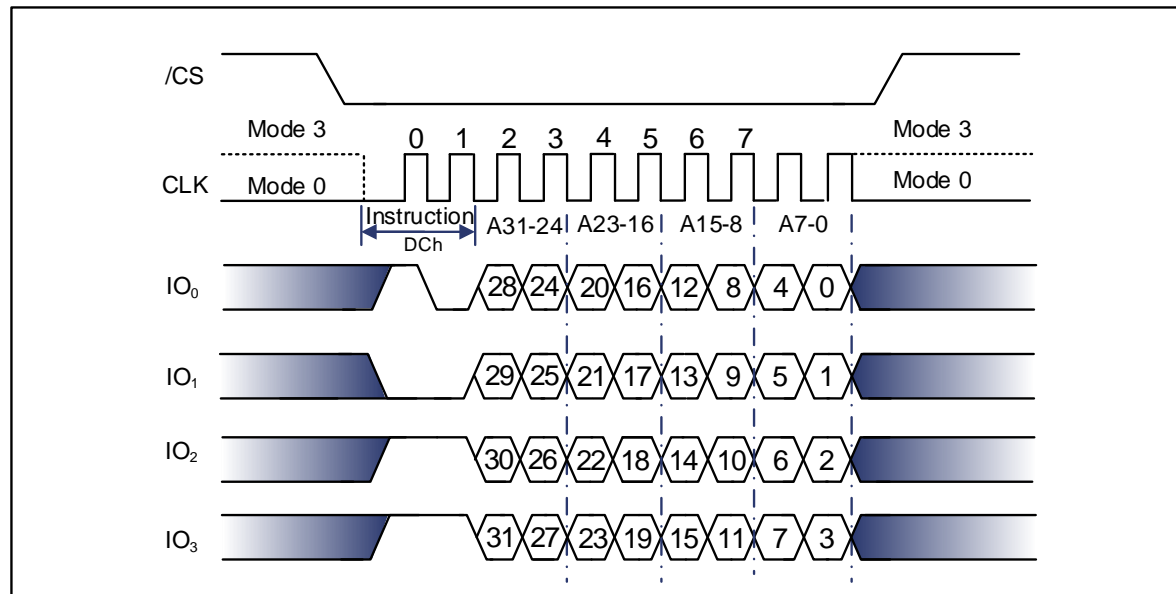 /CS
Mode 3 0 1 2 3 4 5 6 7 Mode 3
CLK Mode 0 Mode 0
Instruction A31-24 A23-16 A15-8 A7-0
DCh
IO₀ 28 24 20 16 12 8 4 0
IO₁ 29 25 21 17 13 9 5 1
IO₂ 30 26 22 18 14 10 6 2
IO₃ 31 27 23 19 15 11 7 3